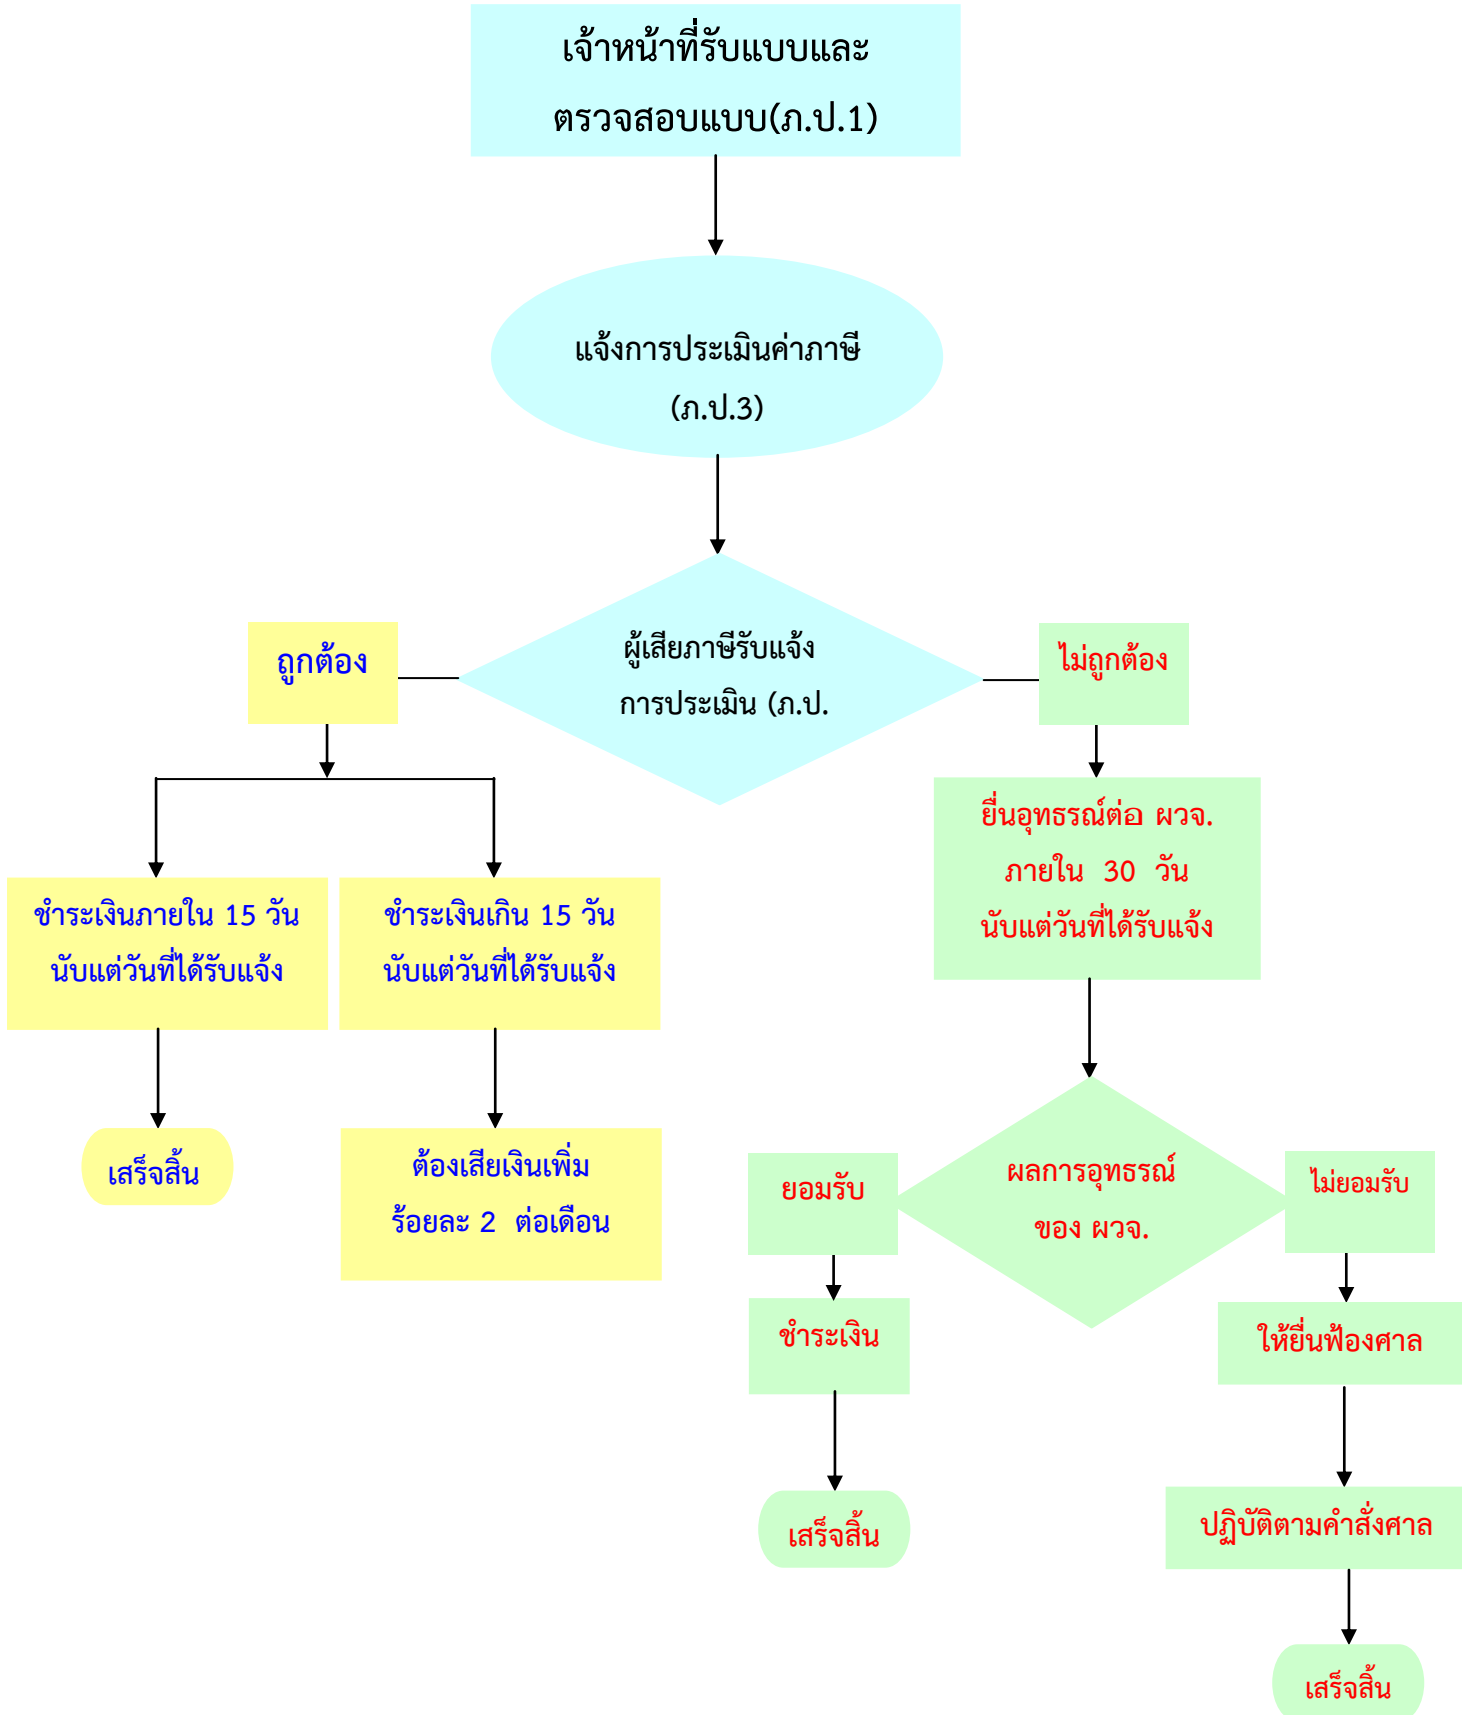 เจ้าหน้าที่รับแบบและ
ตรวจสอบแบบ(ภ.ป.1)
แจ้งการประเมินค่าภาษี
(ภ.ป.3)
ผู้เสียภาษีรับแจ้ง
การประเมิน (ภ.ป.
ถูกต้อง
ไม่ถูกต้อง
ชำระเงินภายใน 15 วัน
นับแต่วันที่ได้รับแจ้ง
ชำระเงินเกิน 15 วัน
นับแต่วันที่ได้รับแจ้ง
ยื่นอุทธรณ์ต่อ ผวจ.
ภายใน 30 วัน
นับแต่วันที่ได้รับแจ้ง
เสร็จสิ้น
ต้องเสียเงินเพิ่ม
ร้อยละ 2 ต่อเดือน
ยอมรับ
ผลการอุทธรณ์
ของ ผวจ.
ไม่ยอมรับ
ชำระเงิน
ให้ยื่นฟ้องศาล
เสร็จสิ้น
ปฏิบัติตามคำสั่งศาล
เสร็จสิ้น